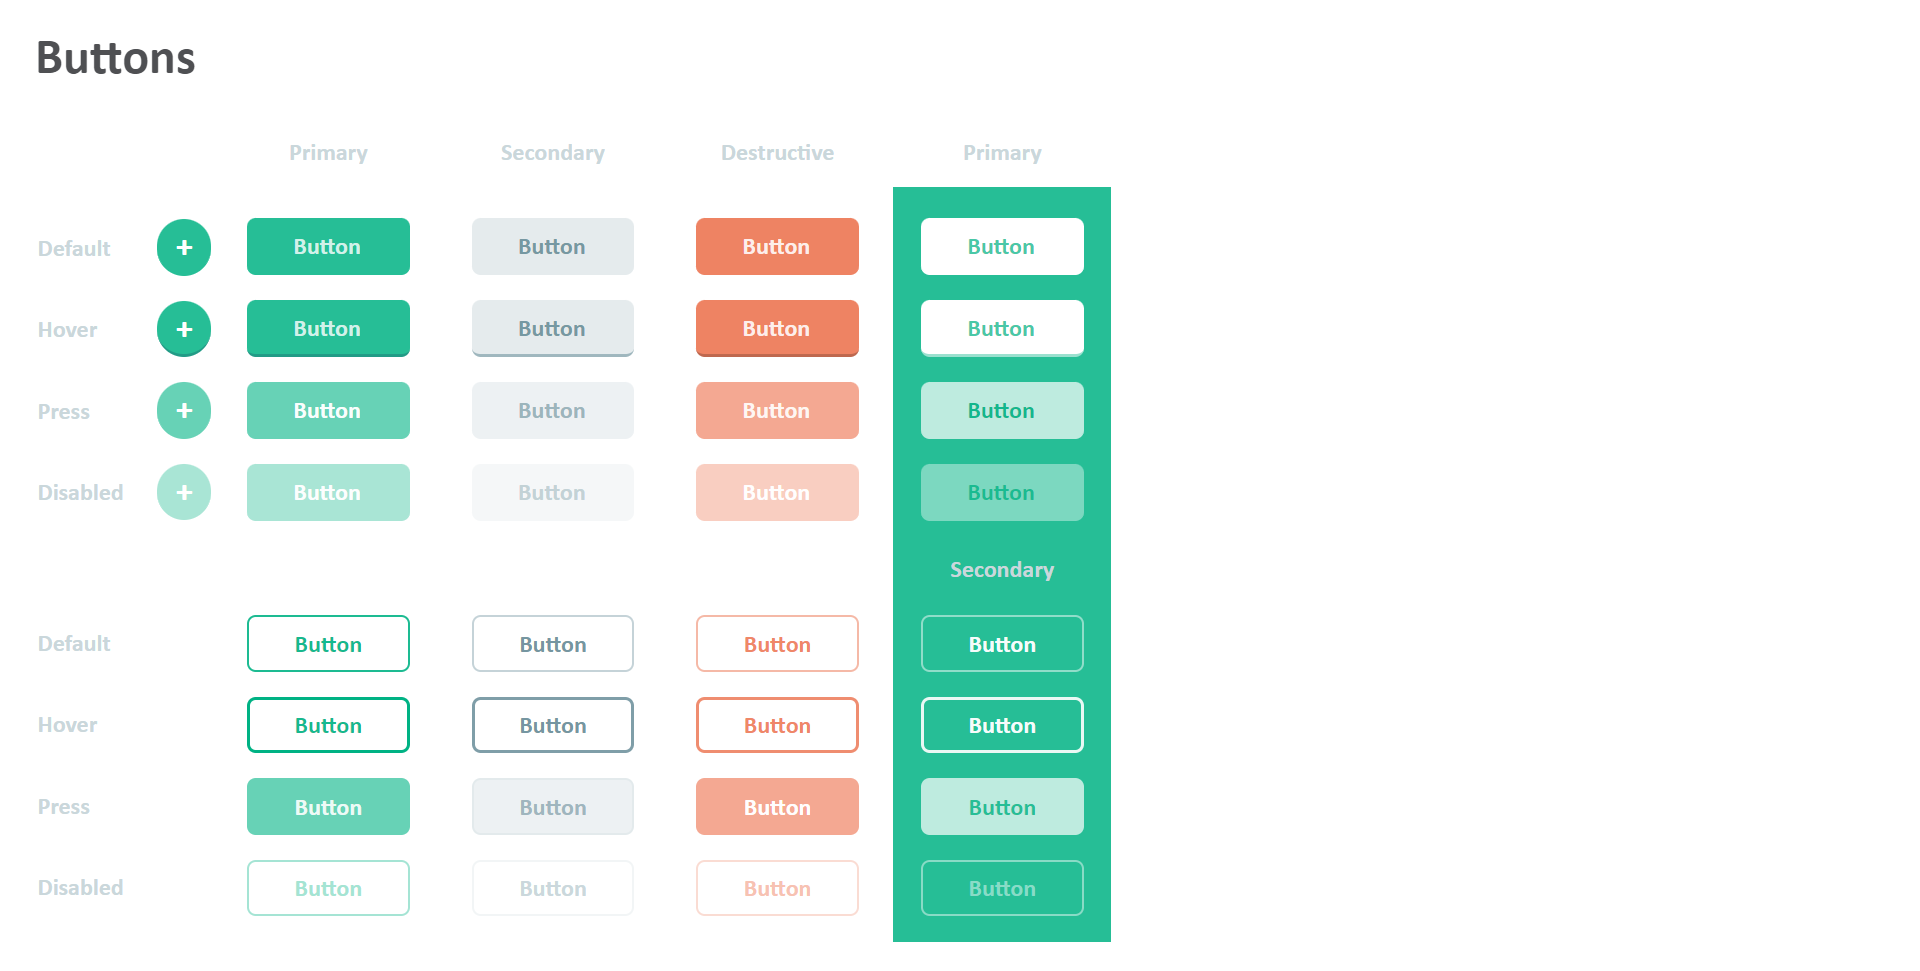 Buttons
Primary Secondary Destructive Primary
Default + Button Button Button Button
Hover + Button Button Button Button
Press + Button Button Button Button
Disabled + Button Button Button Button
Secondary
Default Button Button Button Button
Hover Button Button Button Button
Press Button Button Button Button
Disabled Button Button Button Button